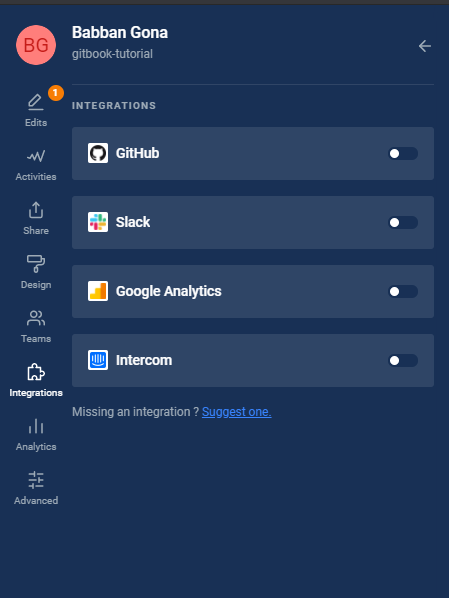 BG
Babban Gona
gitbook-tutorial
1
Edits
Activities
Share
Design
Teams
Integrations
Analytics
Advanced
INTEGRATIONS
GitHub
Slack
Google Analytics
Intercom
Missing an integration ? Suggest one.